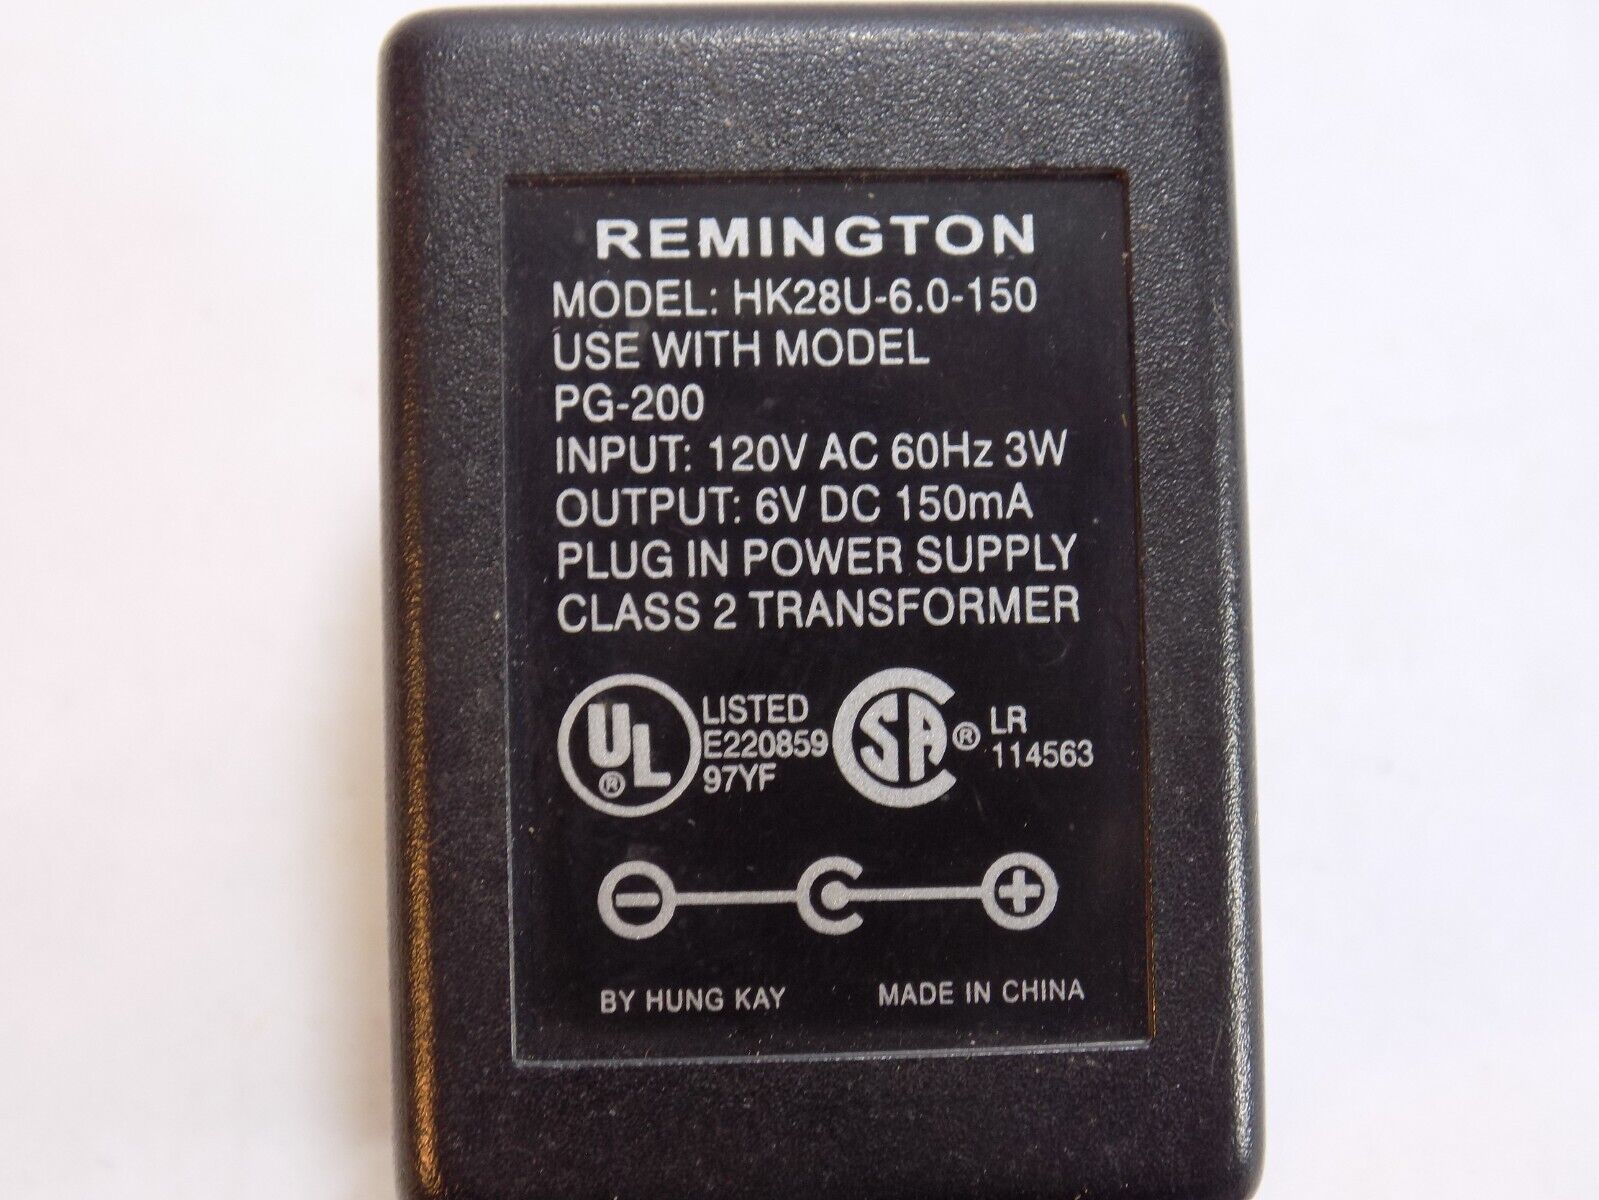 REMINGTON
MODEL: HK28U-6.0-150
USE WITH MODEL
PG-200
INPUT: 120V AC 60Hz 3W
OUTPUT: 6V DC 150mA
PLUG IN POWER SUPPLY
CLASS 2 TRANSFORMER
UL® LISTED E220859 97YF
CSA® LR 114563
BY HUNG KAY MADE IN CHINA